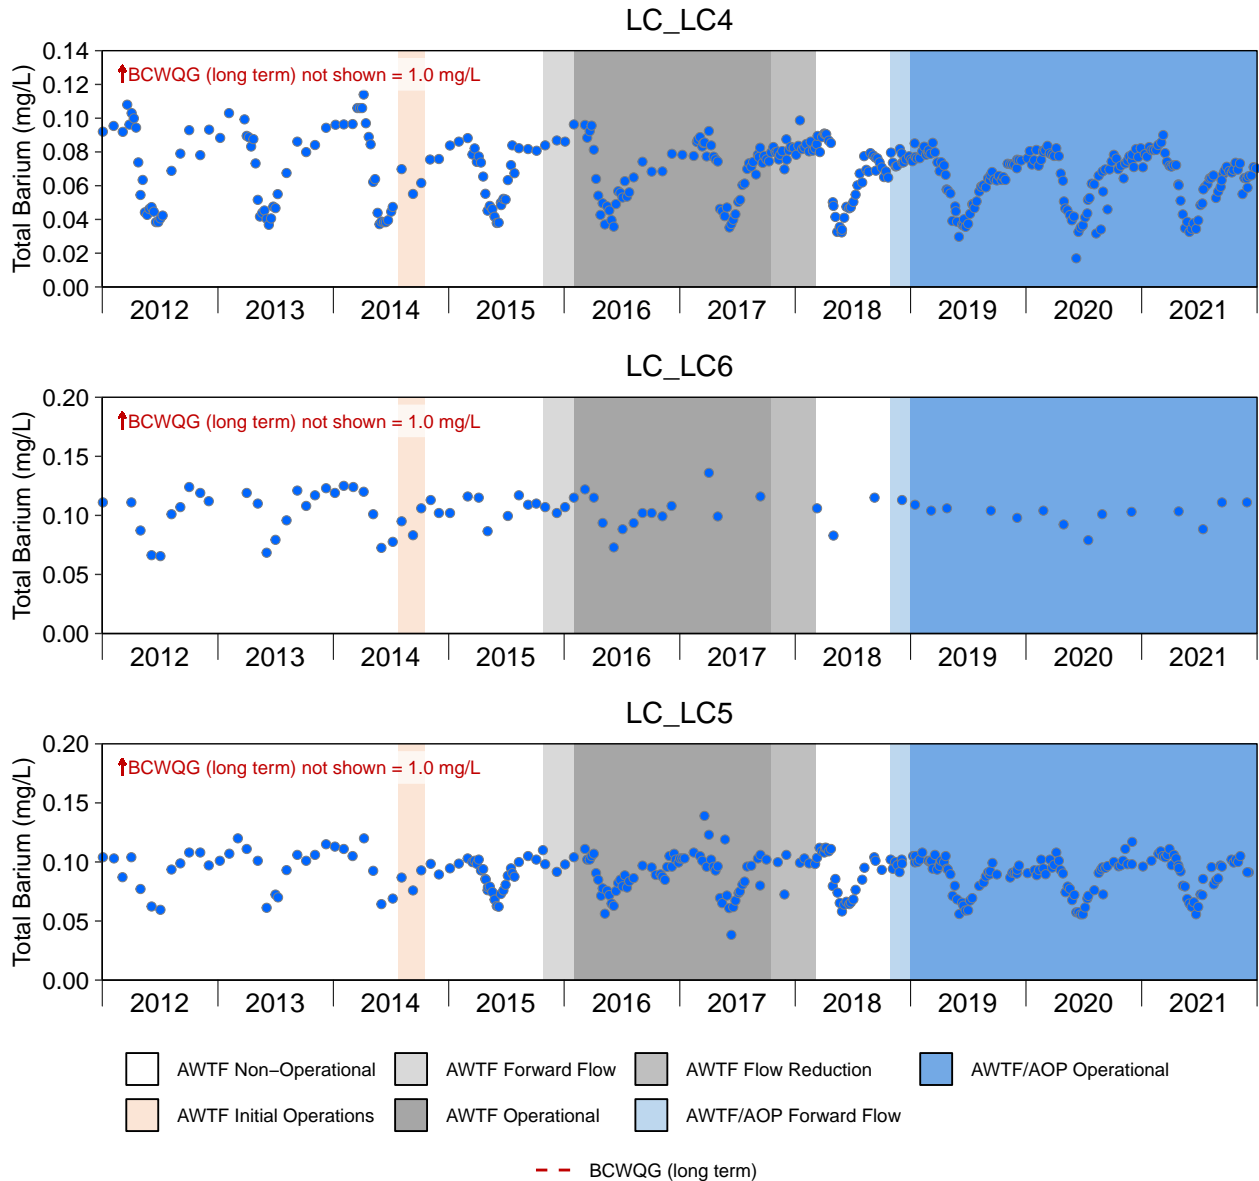 LC_LC4
Total Barium (mg/L)
0.14
0.12
0.10
0.08
0.06
0.04
0.02
0.00
↑BCWQG (long term) not shown = 1.0 mg/L
2012 2013 2014 2015 2016 2017 2018 2019 2020 2021
LC_LC6
Total Barium (mg/L)
0.20
0.15
0.10
0.05
0.00
↑BCWQG (long term) not shown = 1.0 mg/L
2012 2013 2014 2015 2016 2017 2018 2019 2020 2021
LC_LC5
Total Barium (mg/L)
0.20
0.15
0.10
0.05
0.00
↑BCWQG (long term) not shown = 1.0 mg/L
2012 2013 2014 2015 2016 2017 2018 2019 2020 2021
AWTF Non−Operational AWTF Forward Flow AWTF Flow Reduction AWTF/AOP Operational
AWTF Initial Operations AWTF Operational AWTF/AOP Forward Flow
BCWQG (long term)